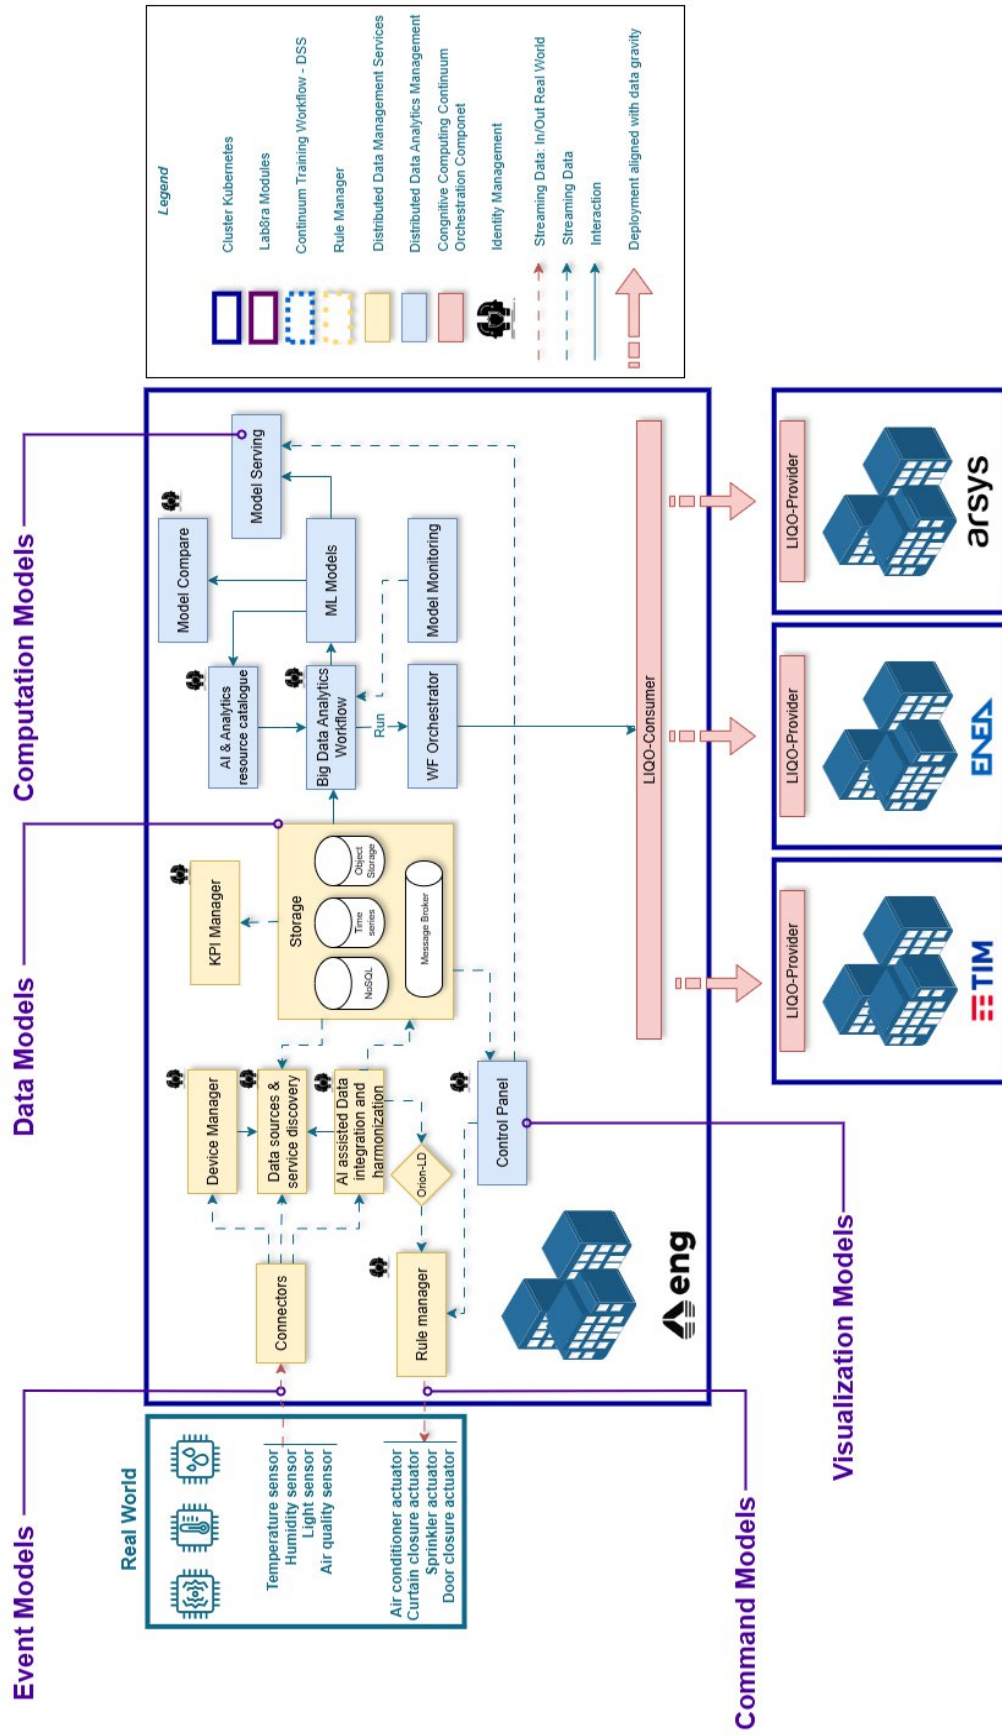 Event Models
Data Models
Computation Models
Real World
Temperature sensor
Humidity sensor
Light sensor
Air quality sensor
Air conditioner actuator
Curtain closure actuator
Sprinkler actuator
Door closure actuator
Connectors
Rule manager
Device Manager
Data sources &
service discovery
AI assisted Data
integration and
harmonization
Orion-LD
Control Panel
KPI Manager
Storage
NoSQL
Time
series
Object
Storage
Message Broker
AI & Analytics
resource catalogue
Big Data Analytics
Workflow
Run
WF Orchestrator
Model Compare
ML Models
Model Monitoring
Model Serving
eng
LIQO-Consumer
LIQO-Provider
TIM
LIQO-Provider
ENEA
LIQO-Provider
arsys
Command Models
Visualization Models
Legend
Cluster Kubernetes
Lab8ra Modules
Continuum Training Workflow - DSS
Rule Manager
Distributed Data Management Services
Distributed Data Analytics Management
Congnitive Computing Continuum
Orchestration Componet
Identity Management
Streaming Data: In/Out Real World
Streaming Data
Interaction
Deployment aligned with data gravity